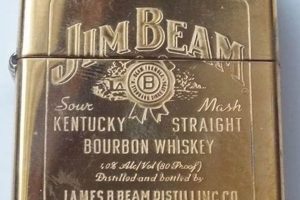 JIM BEAM
B
Sour Mash
KENTUCKY STRAIGHT
BOURBON WHISKEY
40% Alc/Vol (80 Proof)
Distilled and bottled by
JAMES B BEAM DISTILLING CO